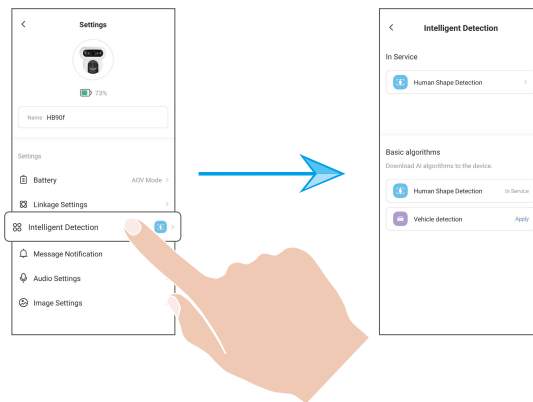 Settings
73%
Name HB90f
Settings
Battery AOV Mode
Linkage Settings
Intelligent Detection
Message Notification
Audio Settings
Image Settings
Intelligent Detection
In Service
Human Shape Detection
Basic algorithms
Download AI algorithms to the device.
Human Shape Detection In Service
Vehicle detection Apply